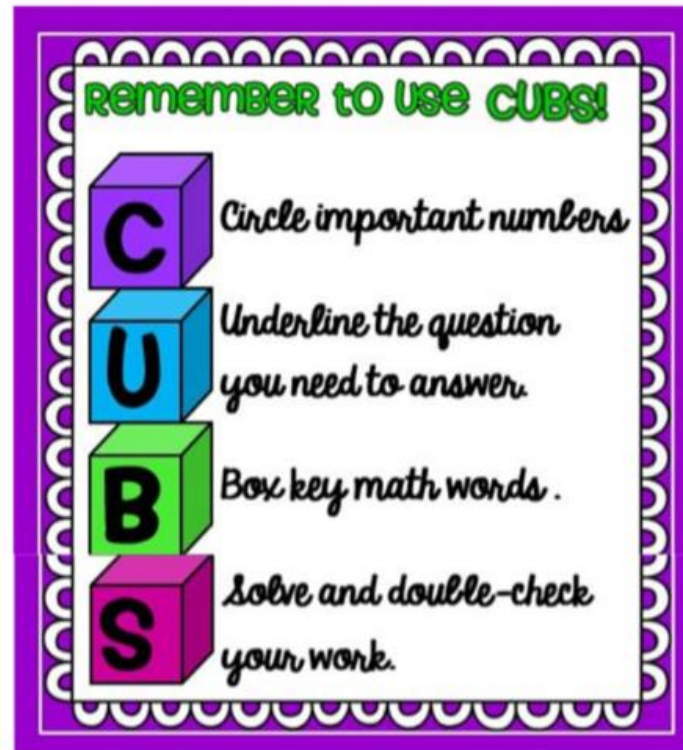 REMEMBER to USE CUBS!
C
Circle important numbers
U
Underline the question
you need to answer.
B
Box key math words .
S
Solve and double-check
your work.